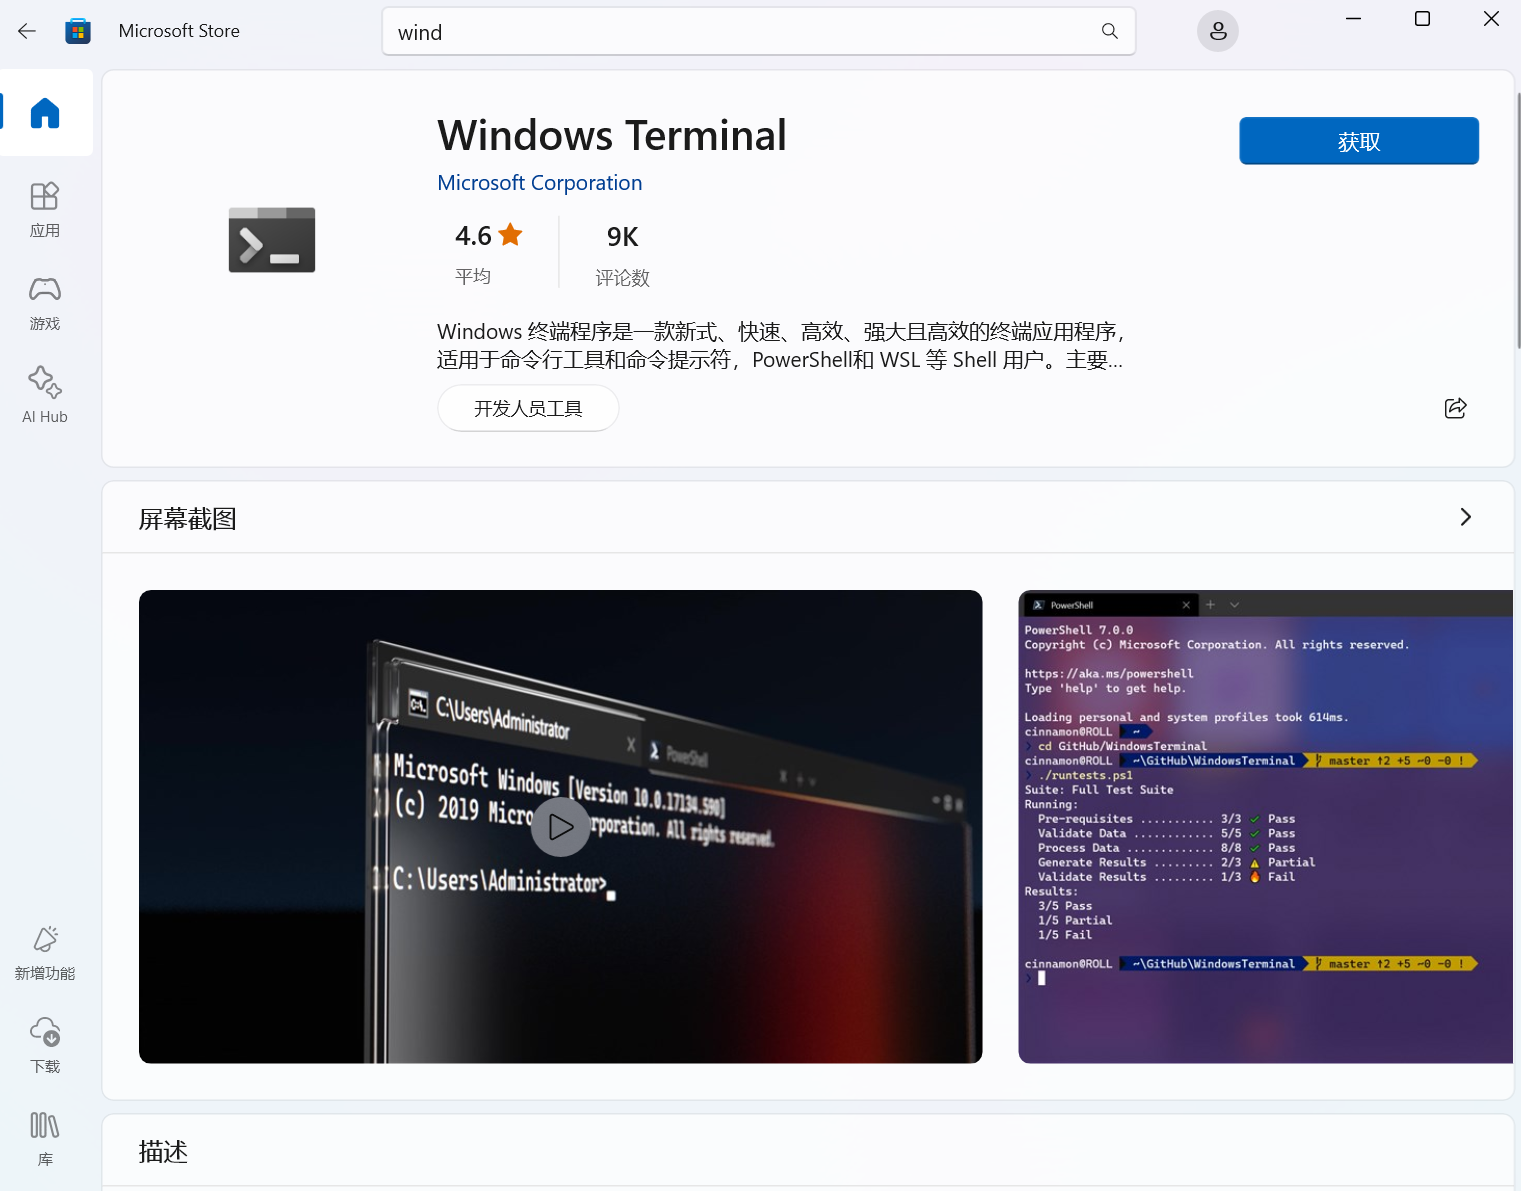 Microsoft Store
wind
Windows Terminal
获取
Microsoft Corporation
4.6
9K
平均
评论数
Windows 终端程序是一款新式、快速、高效、强大且高效的终端应用程序，
适用于命令行工具和命令提示符，PowerShell和 WSL 等 Shell 用户。主要...
开发人员工具
应用
游戏
AI Hub
新增功能
下载
库
屏幕截图
C:\Users\Administrator
X
PowerShell
Microsoft Windows [Version 10.0.17134.590]
(c) 2019 Micro rporation. All rights reserved.
C:\Users\Administrator>
PowerShell
PowerShell 7.0.0
Copyright (c) Microsoft Corporation. All rights reserved.
https://aka.ms/powershell
Type 'help' to get help.
Loading personal and system profiles took 614ms.
cinnamon@ROLL ~
> cd GitHub/WindowsTerminal
cinnamon@ROLL ~\GitHub\WindowsTerminal master ↑2 +5 ~0 -0 !
> ./runtests.ps1
Suite: Full Test Suite
Running:
Pre-requisites ........... 3/3 ✓ Pass
Validate Data ............ 5/5 ✓ Pass
Process Data ............. 8/8 ✓ Pass
Generate Results ......... 2/3 ⚠ Partial
Validate Results ......... 1/3 🔥 Fail
Results:
3/5 Pass
1/5 Partial
1/5 Fail
cinnamon@ROLL ~\GitHub\WindowsTerminal master ↑2 +5 ~0 -0 !
>
描述